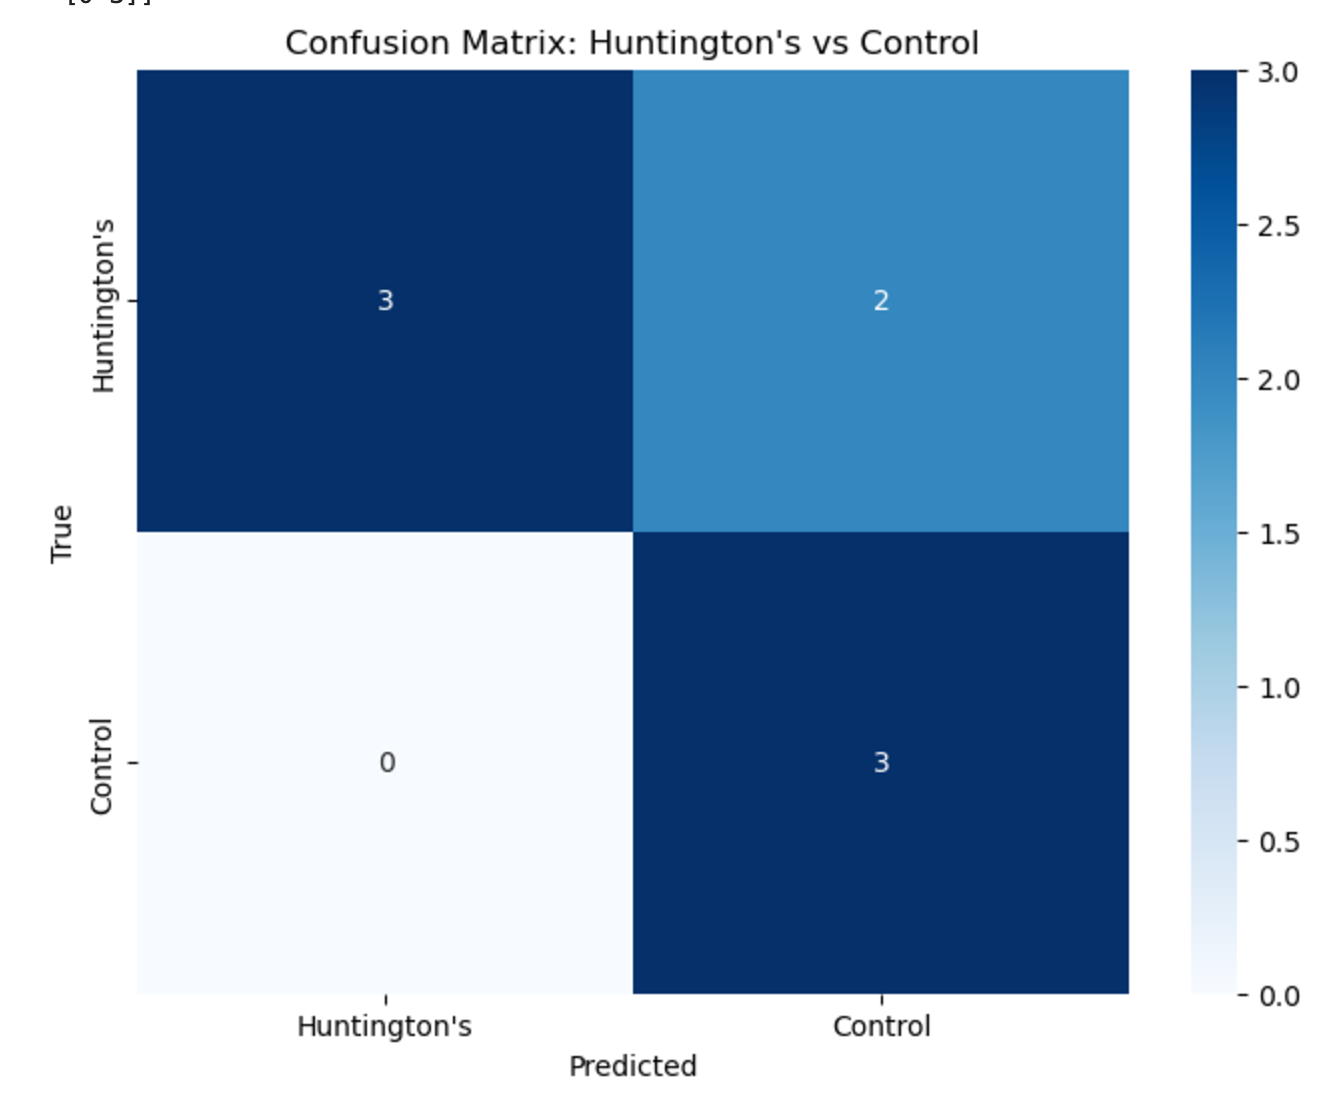 Confusion Matrix: Huntington's vs Control
Huntington's
3
2
Control
0
3
True
Huntington's
Control
Predicted
3.0
2.5
2.0
1.5
1.0
0.5
0.0